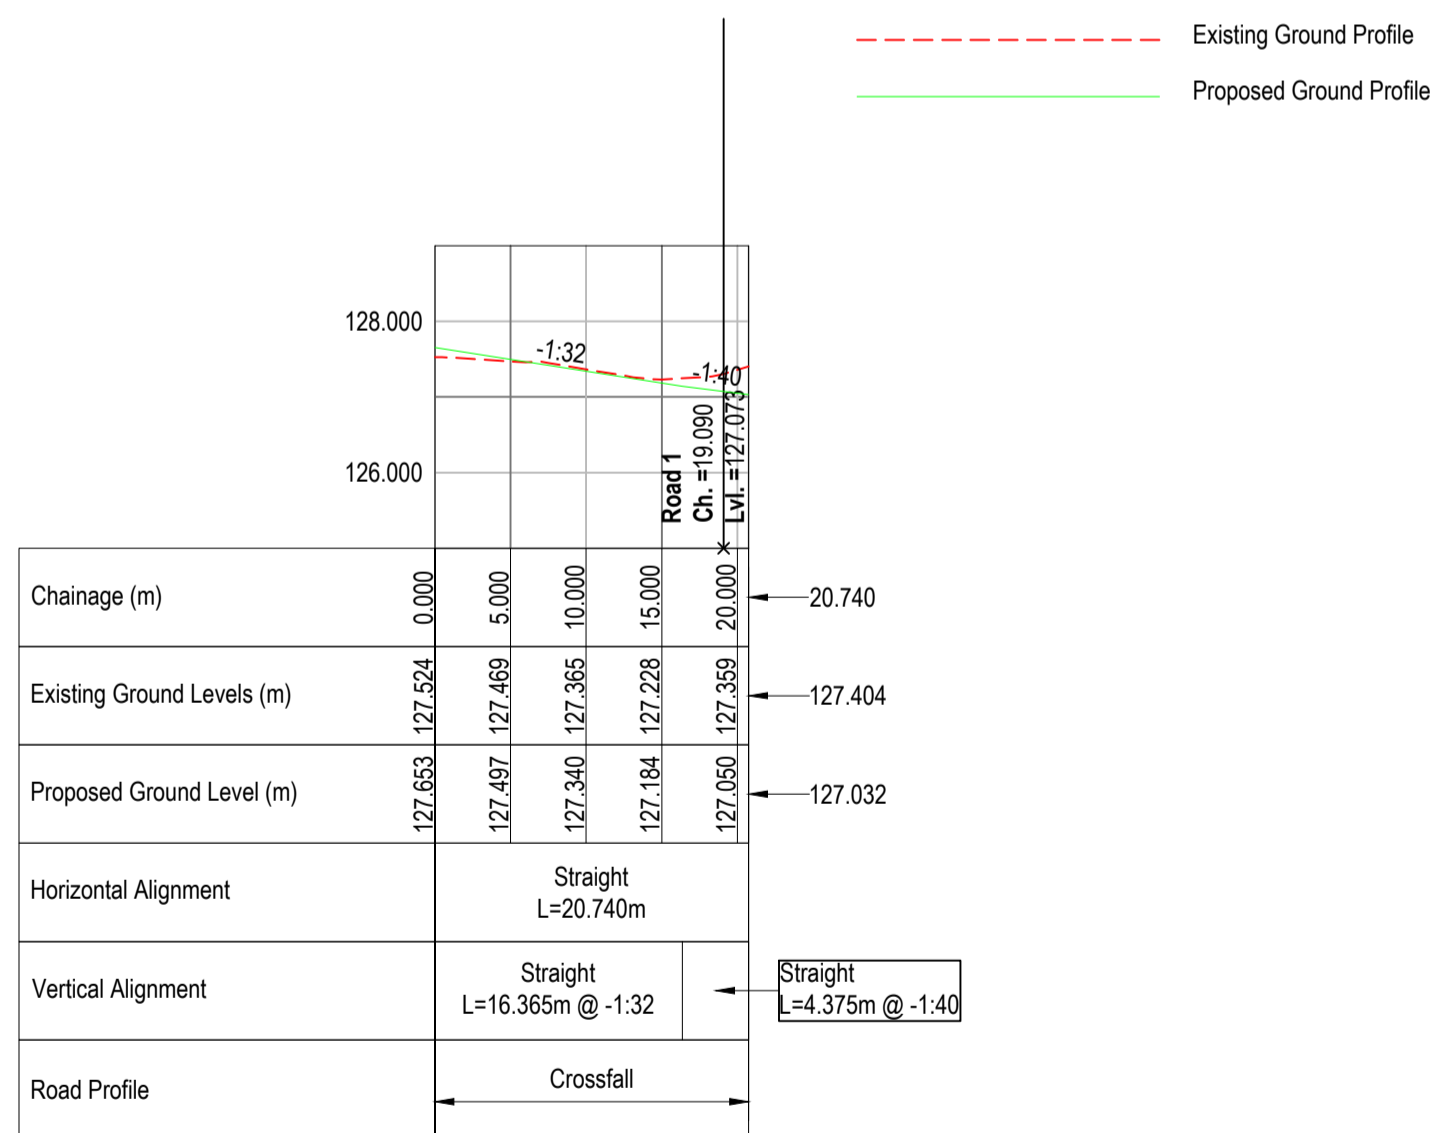 Existing Ground Profile
Proposed Ground Profile
128.000
126.000
-1:32
-1:40
Road 1
Ch. =19.090
Lvl. =127.073
Chainage (m)
0.000
5.000
10.000
15.000
20.000
20.740
Existing Ground Levels (m)
127.524
127.469
127.365
127.228
127.359
127.404
Proposed Ground Level (m)
127.653
127.497
127.340
127.184
127.050
127.032
Horizontal Alignment
Straight
L=20.740m
Vertical Alignment
Straight
L=16.365m @ -1:32
Straight
L=4.375m @ -1:40
Road Profile
Crossfall